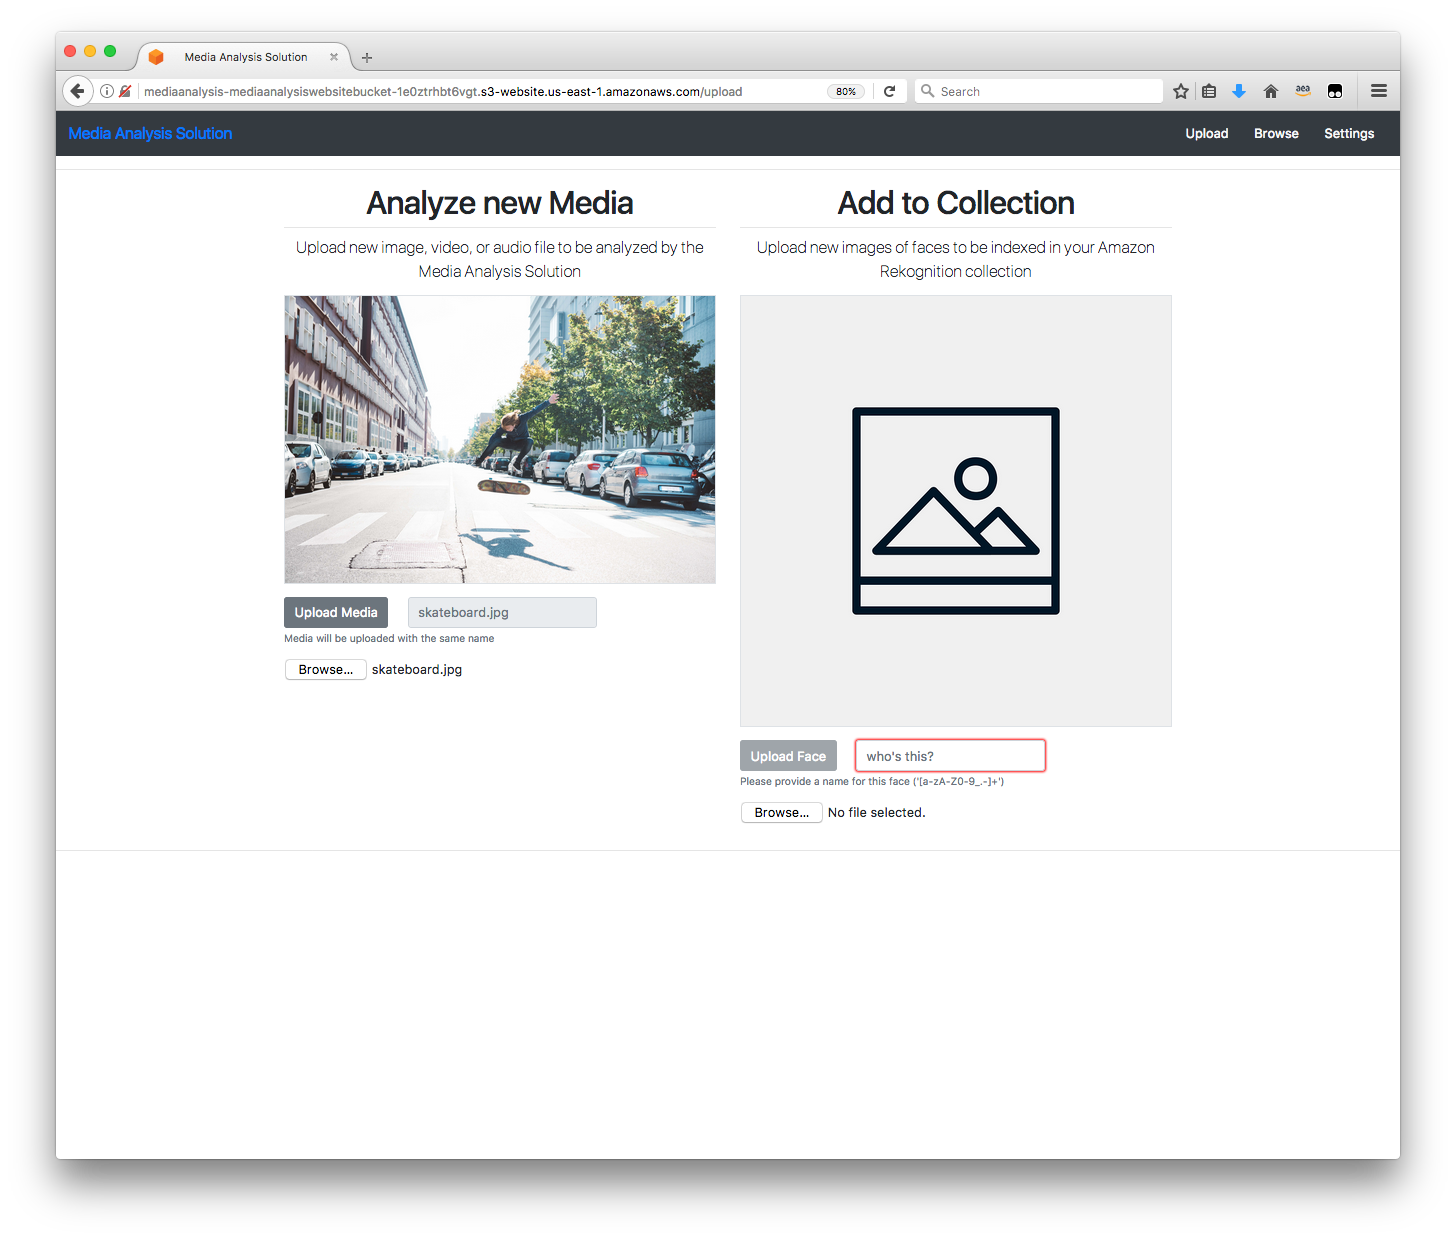 Media Analysis Solution
mediaanalysis-mediaanalysiswebsitebucket-1e0ztrhbt6vgt.s3-website.us-east-1.amazonaws.com/upload
80%
Search
aea
Media Analysis Solution
Upload
Browse
Settings
Analyze new Media
Upload new image, video, or audio file to be analyzed by the
Media Analysis Solution
Upload Media
skateboard.jpg
Media will be uploaded with the same name
Browse...
skateboard.jpg
Add to Collection
Upload new images of faces to be indexed in your Amazon
Rekognition collection
Upload Face
who's this?
Please provide a name for this face ('[a-zA-Z0-9_.-]+')
Browse...
No file selected.